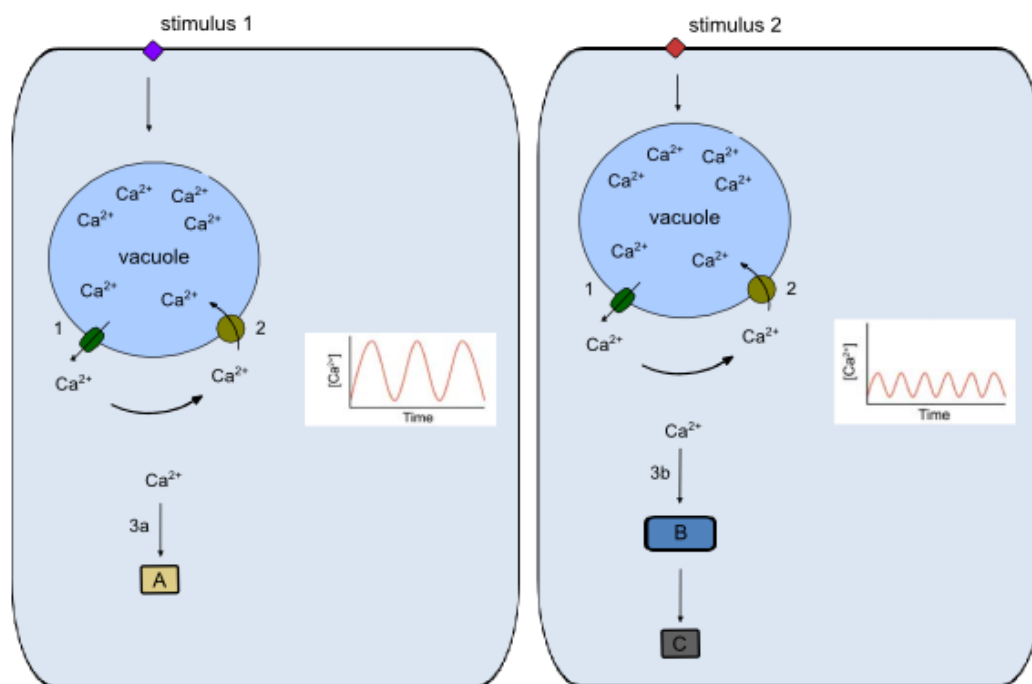 stimulus 1
Ca²⁺ Ca²⁺
Ca²⁺ Ca²⁺
vacuole
Ca²⁺ Ca²⁺
1 2
Ca²⁺ Ca²⁺
[Ca²⁺]
Time
Ca²⁺
3a
A
stimulus 2
Ca²⁺ Ca²⁺
Ca²⁺ Ca²⁺
vacuole
Ca²⁺ Ca²⁺
1 2
Ca²⁺ Ca²⁺
[Ca²⁺]
Time
Ca²⁺
3b
B
C